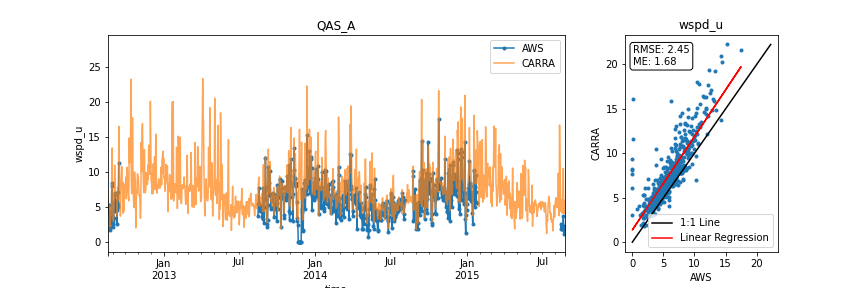 QAS_A
wspd_u
25
20
15
10
5
0
AWS
CARRA
Jan
2013
Jul
Jan
2014
Jul
Jan
2015
Jul
time
wspd_u
CARRA
20
15
10
5
0
RMSE: 2.45
ME: 1.68
1:1 Line
Linear Regression
0
5
10
15
20
AWS